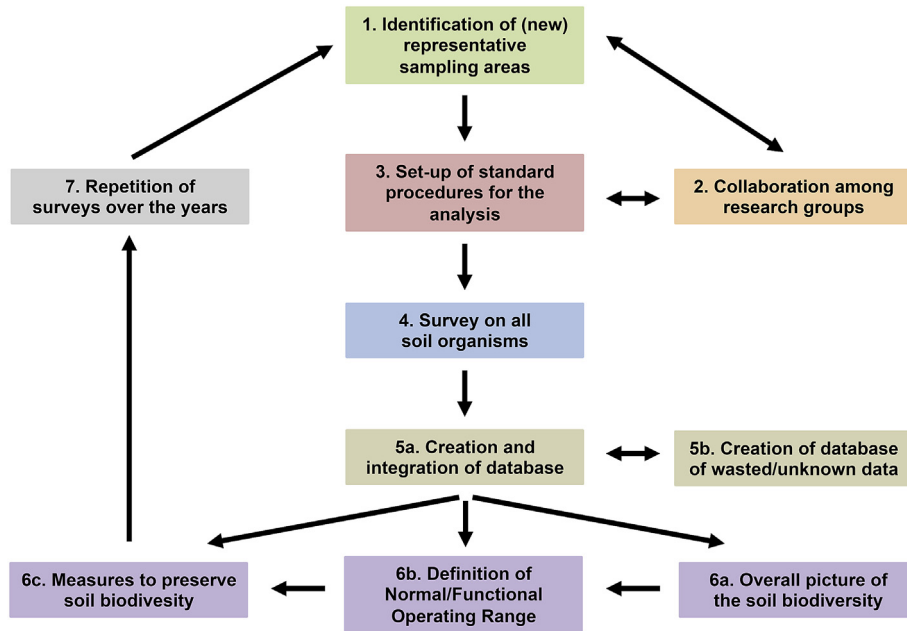 1. Identification of (new)
representative
sampling areas
7. Repetition of
surveys over the years
3. Set-up of standard
procedures for the
analysis
2. Collaboration among
research groups
4. Survey on all
soil organisms
5a. Creation and
integration of database
5b. Creation of database
of wasted/unknown data
6c. Measures to preserve
soil biodivesity
6b. Definition of
Normal/Functional
Operating Range
6a. Overall picture of
the soil biodiversity